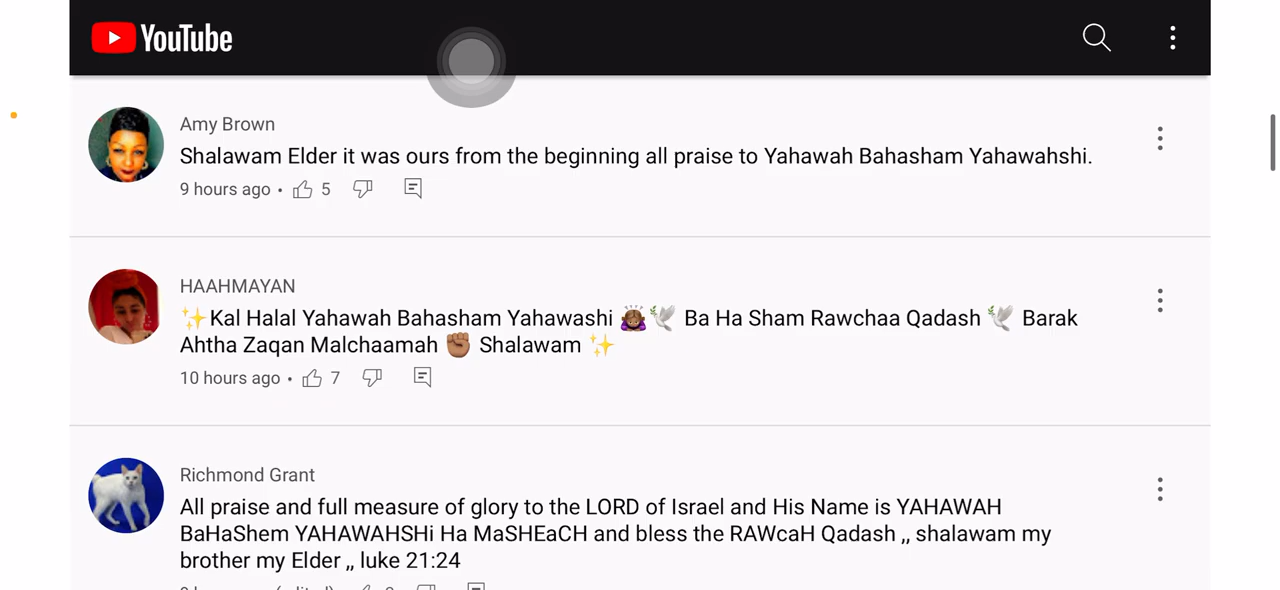 YouTube
Amy Brown
Shalawam Elder it was ours from the beginning all praise to Yahawah Bahasham Yahawahshi.
9 hours ago • 5
HAAHMAYAN
✨Kal Halal Yahawah Bahasham Yahawashi 🙇🏾‍♀️🕊️ Ba Ha Sham Rawchaa Qadash 🕊️ Barak
Ahtha Zaqan Malchaamah ✊🏾 Shalawam ✨
10 hours ago • 7
Richmond Grant
All praise and full measure of glory to the LORD of Israel and His Name is YAHAWAH
BaHaShem YAHAWAHSHi Ha MaSHEaCH and bless the RAWcaH Qadash ,, shalawam my
brother my Elder ,, luke 21:24